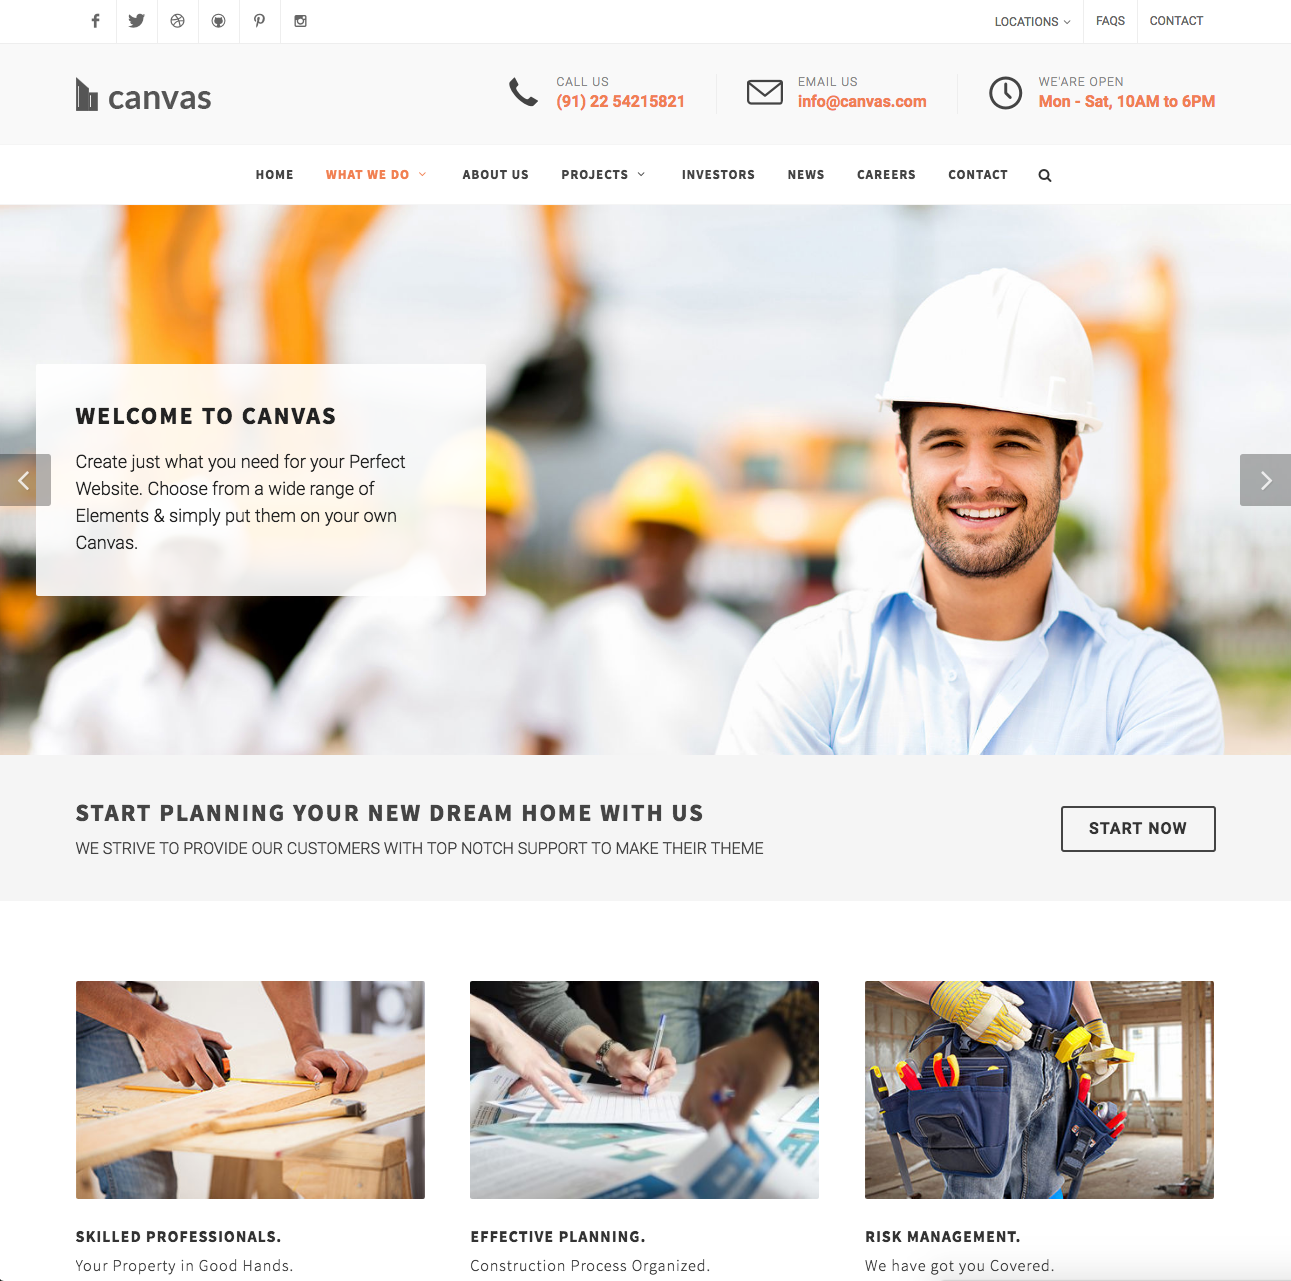 LOCATIONS
FAQS
CONTACT
canvas
CALL US
(91) 22 54215821
EMAIL US
info@canvas.com
WE'ARE OPEN
Mon - Sat, 10AM to 6PM
HOME
WHAT WE DO
ABOUT US
PROJECTS
INVESTORS
NEWS
CAREERS
CONTACT
WELCOME TO CANVAS
Create just what you need for your Perfect
Website. Choose from a wide range of
Elements & simply put them on your own
Canvas.
START PLANNING YOUR NEW DREAM HOME WITH US
WE STRIVE TO PROVIDE OUR CUSTOMERS WITH TOP NOTCH SUPPORT TO MAKE THEIR THEME
START NOW
SKILLED PROFESSIONALS.
Your Property in Good Hands.
EFFECTIVE PLANNING.
Construction Process Organized.
RISK MANAGEMENT.
We have got you Covered.